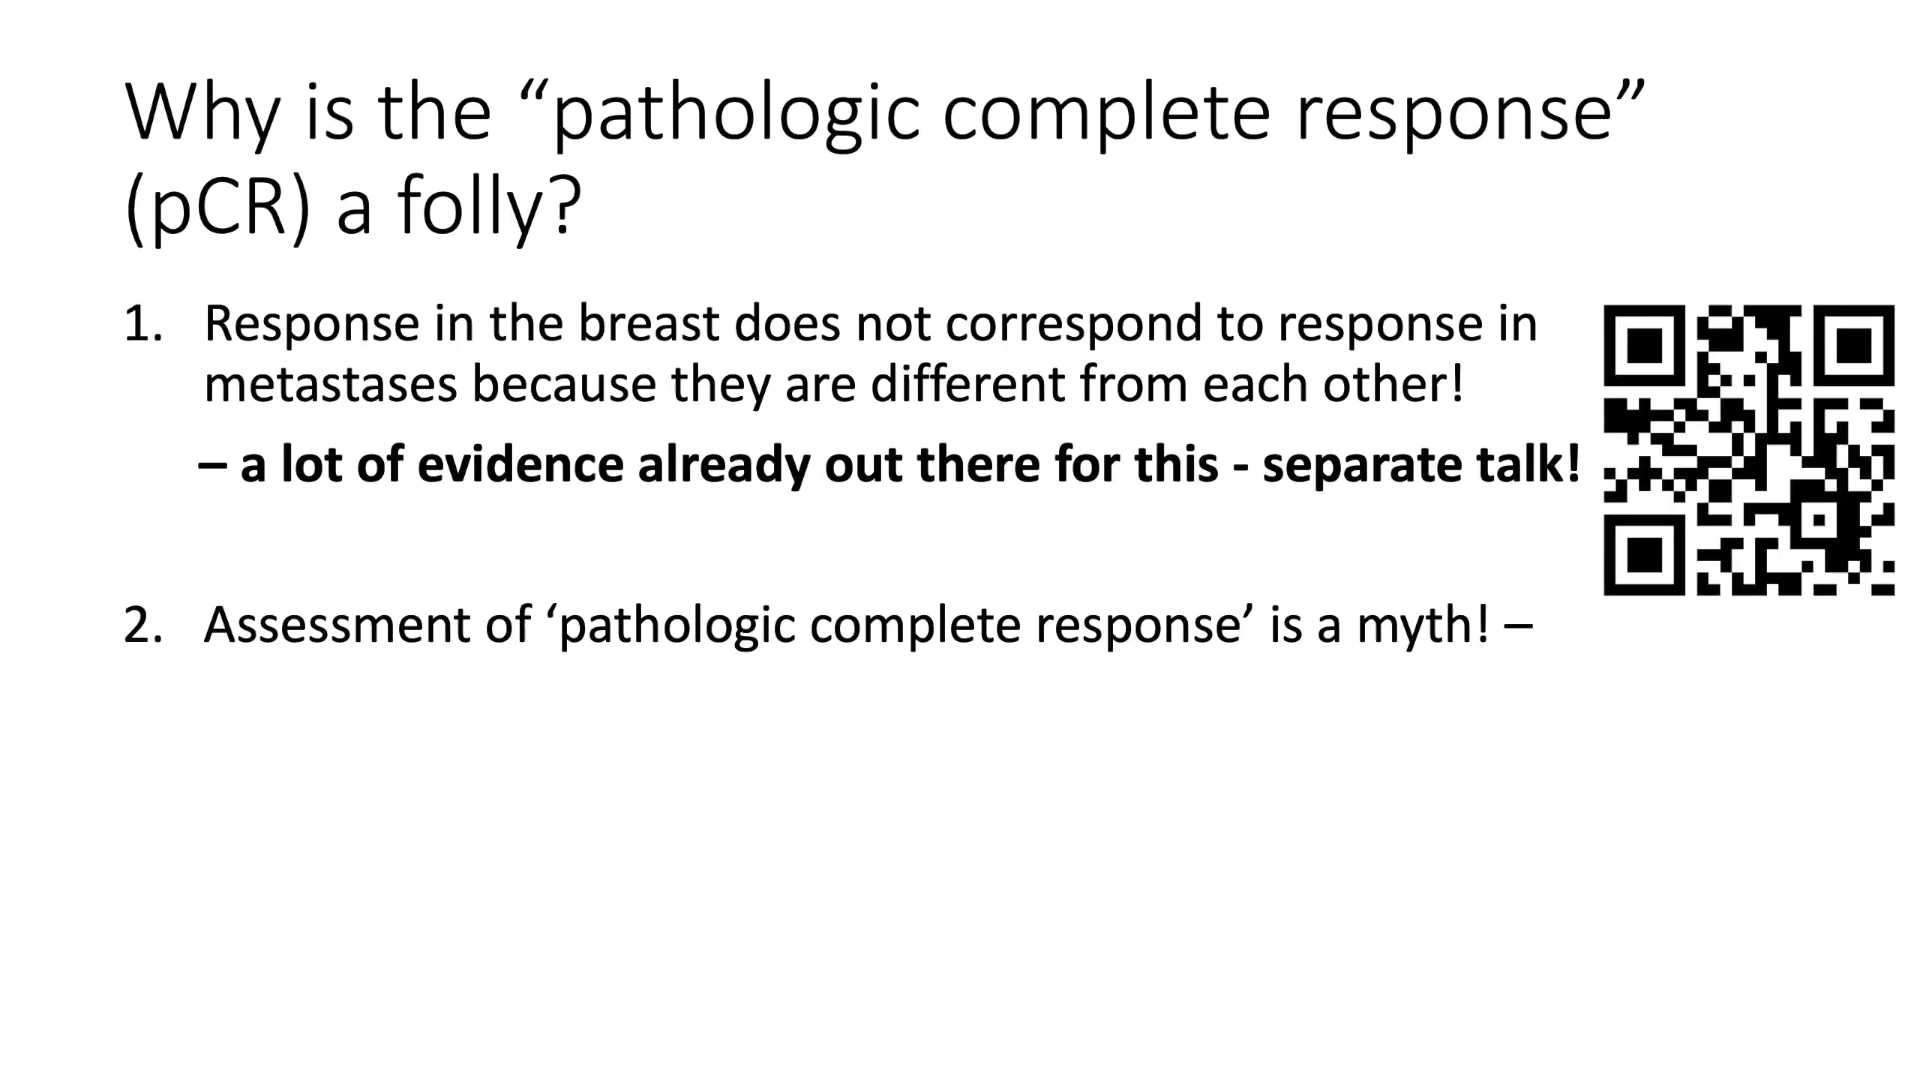 Why is the “pathologic complete response”
(pCR) a folly?
1. Response in the breast does not correspond to response in
metastases because they are different from each other!
– a lot of evidence already out there for this - separate talk!
2. Assessment of ‘pathologic complete response’ is a myth! –